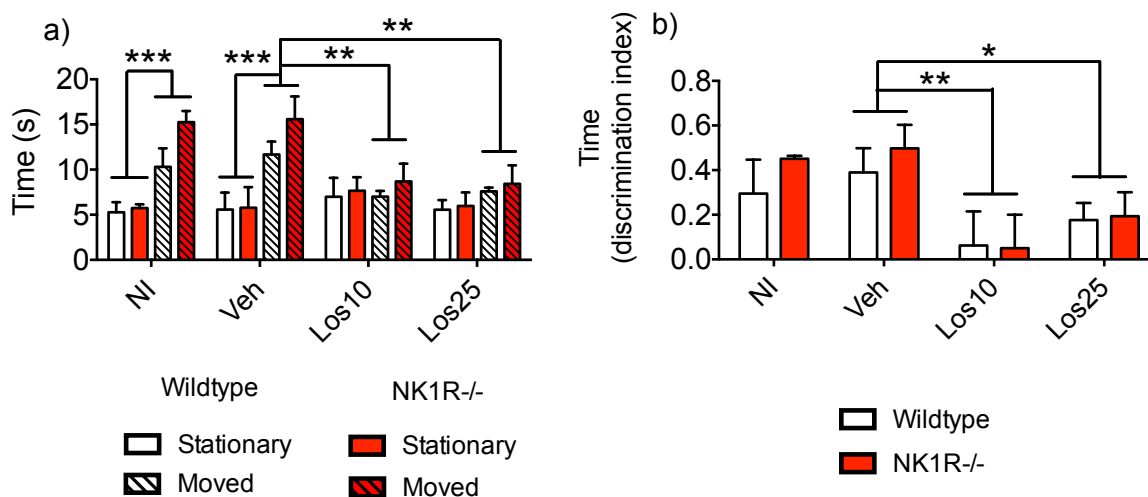 a)
**
***
***
**
Time (s)
20
15
10
5
0
NI
Veh
Los10
Los25
Wildtype
NK1R-/-
Stationary
Stationary
Moved
Moved
b)
*
**
Time
(discrimination index)
0.8
0.6
0.4
0.2
0.0
NI
Veh
Los10
Los25
Wildtype
NK1R-/-